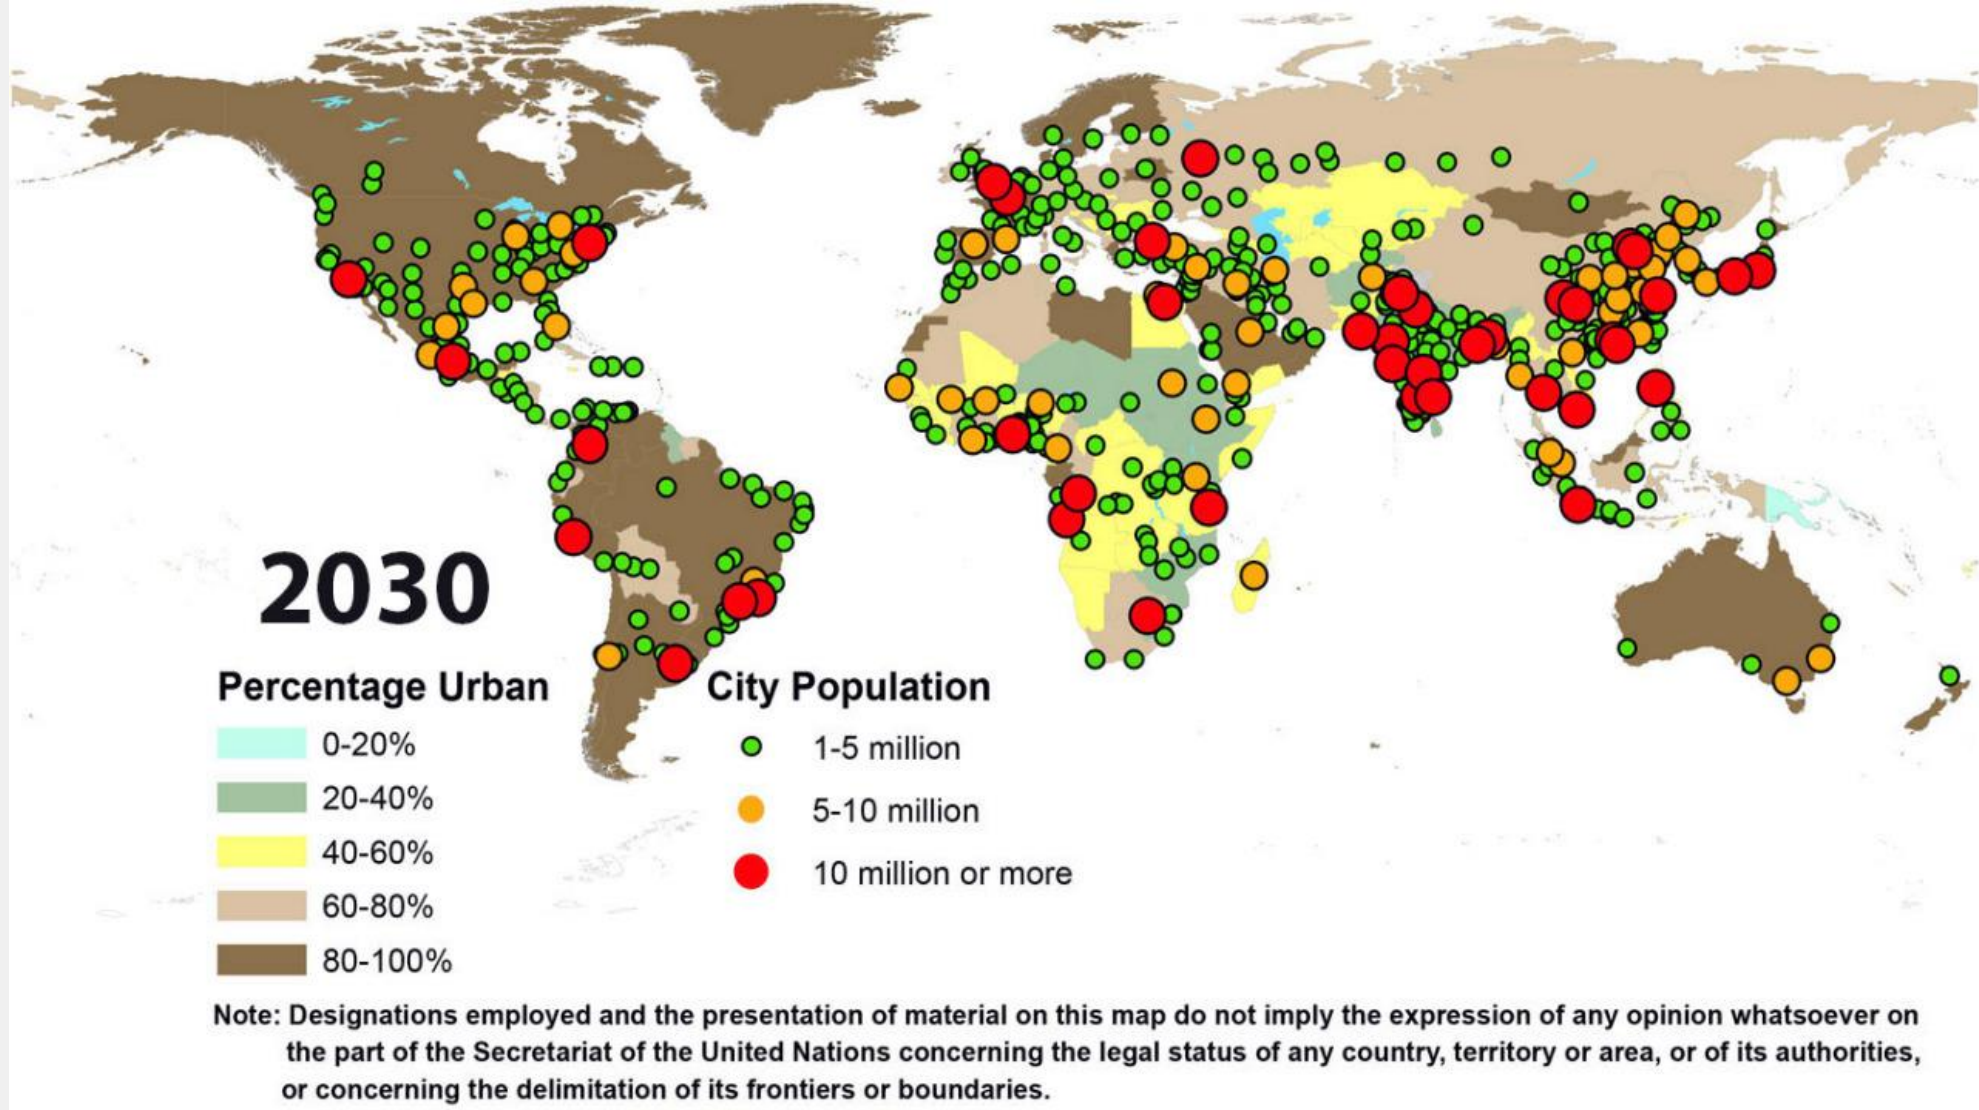 2030
Percentage Urban
0-20%
20-40%
40-60%
60-80%
80-100%
City Population
1-5 million
5-10 million
10 million or more
Note: Designations employed and the presentation of material on this map do not imply the expression of any opinion whatsoever on
the part of the Secretariat of the United Nations concerning the legal status of any country, territory or area, or of its authorities,
or concerning the delimitation of its frontiers or boundaries.